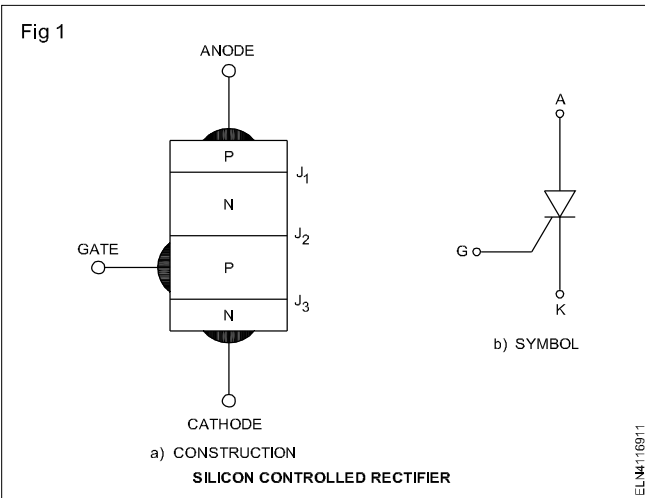 Fig 1
ANODE
P
J1
N
J2
GATE
P
J3
N
CATHODE
a) CONSTRUCTION
A
G
K
b) SYMBOL
SILICON CONTROLLED RECTIFIER
ELN4116911